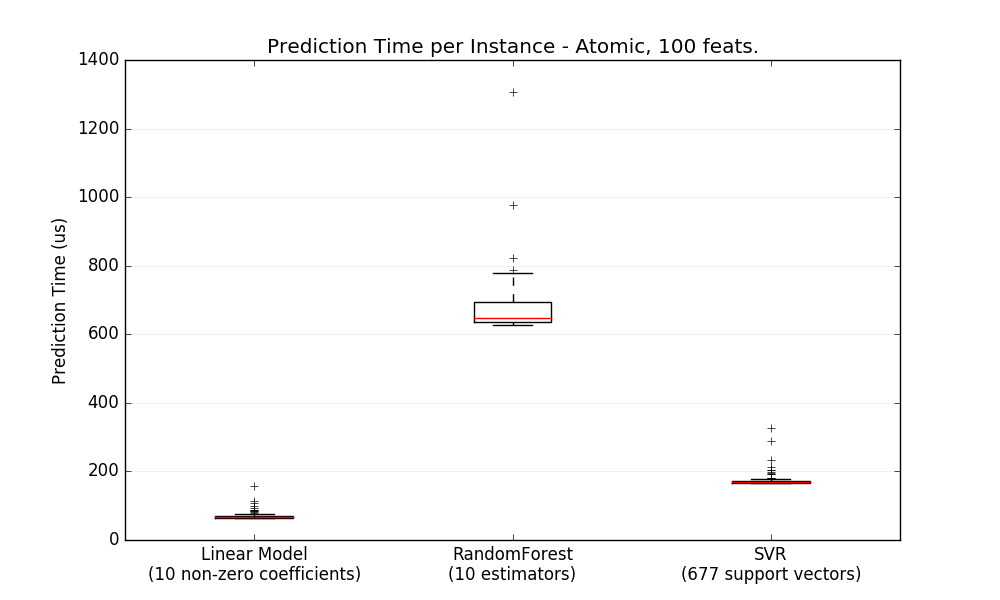 Prediction Time per Instance - Atomic, 100 feats.
1400
1200
1000
800
600
400
200
0
Prediction Time (us)
Linear Model
(10 non-zero coefficients)
RandomForest
(10 estimators)
SVR
(677 support vectors)